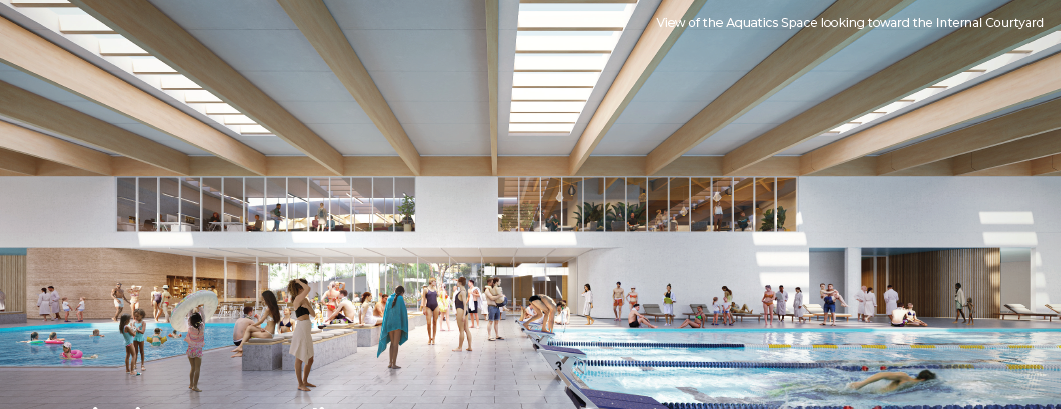 View of the Aquatics Space looking toward the Internal Courtyard